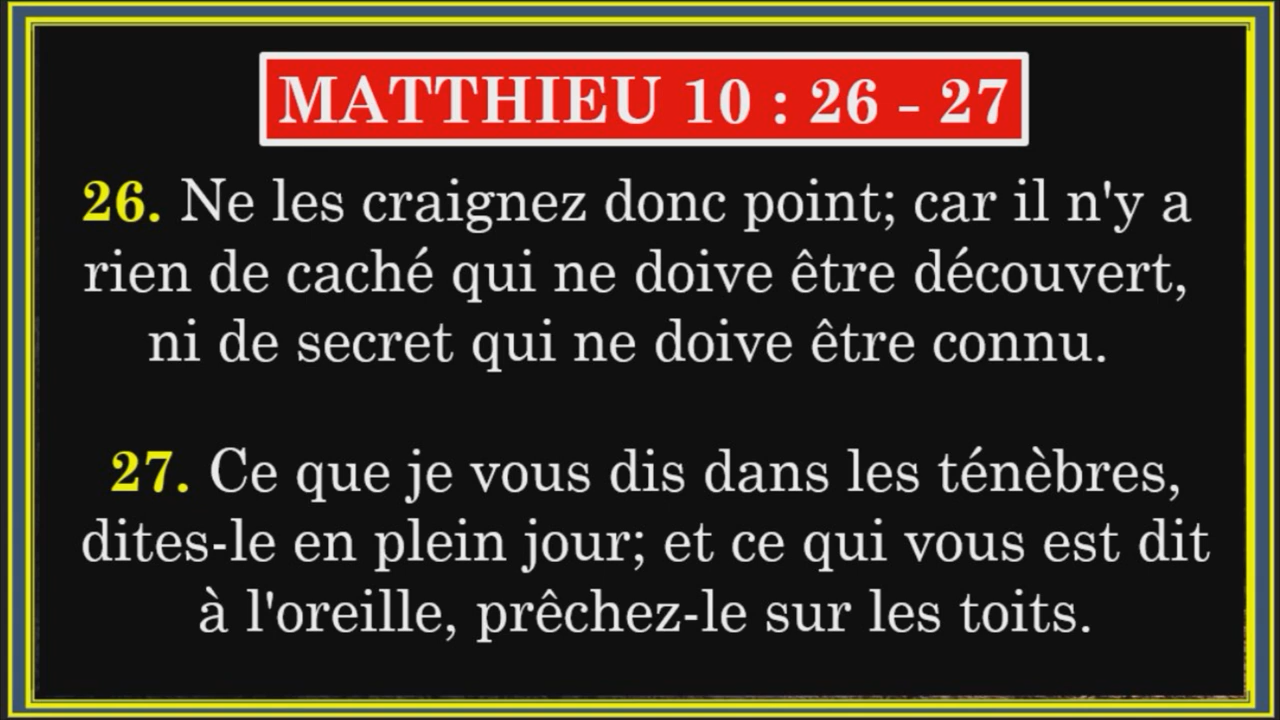 MATTHIEU 10 : 26 - 27
26. Ne les craignez donc point; car il n'y a
rien de caché qui ne doive être découvert,
ni de secret qui ne doive être connu.
27. Ce que je vous dis dans les ténèbres,
dites-le en plein jour; et ce qui vous est dit
à l'oreille, prêchez-le sur les toits.